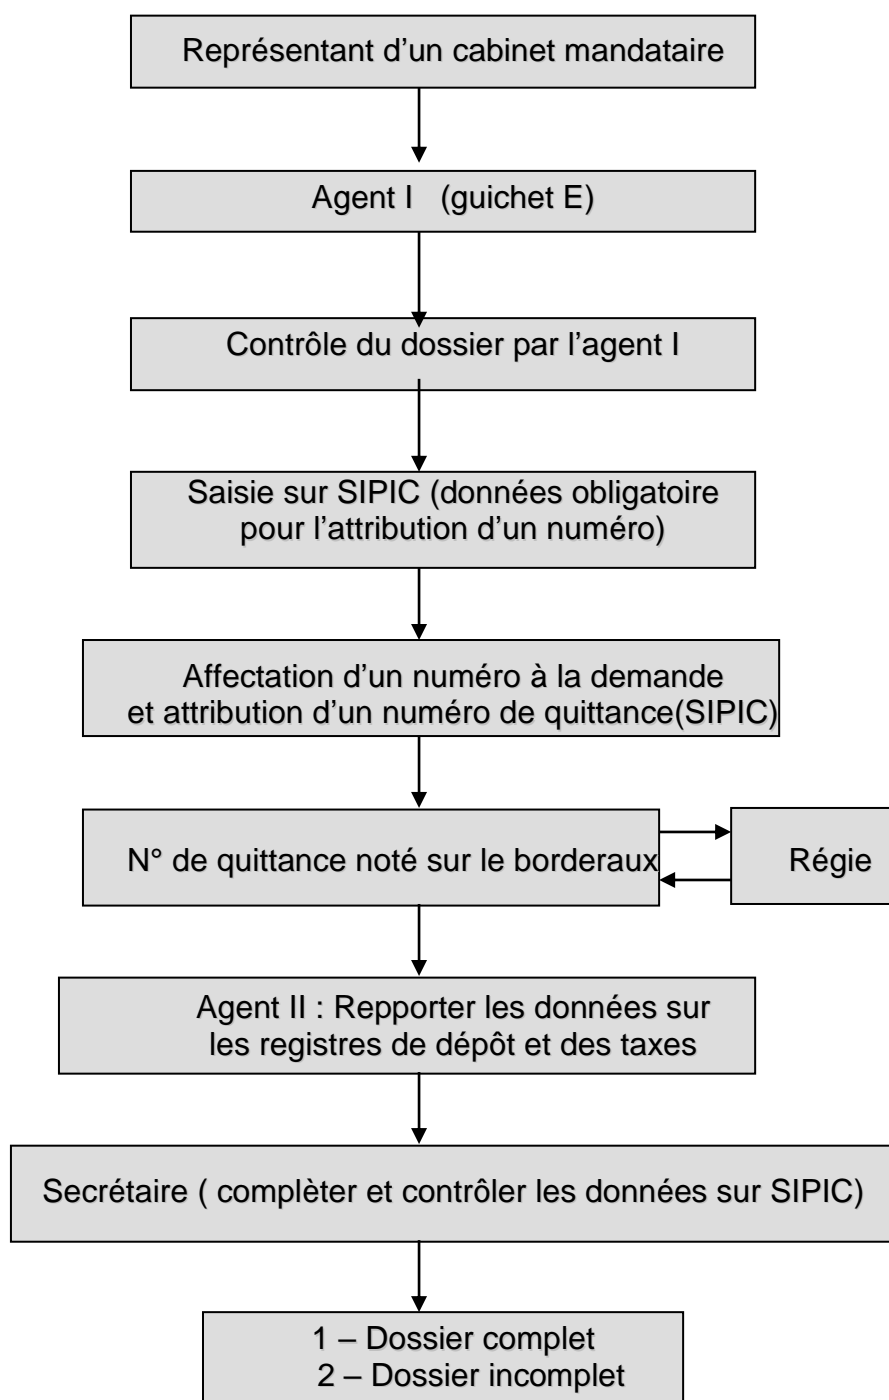 Représentant d’un cabinet mandataire
Agent I (guichet E)
Contrôle du dossier par l’agent I
Saisie sur SIPIC (données obligatoire
pour l’attribution d’un numéro)
Affectation d’un numéro à la demande
et attribution d’un numéro de quittance(SIPIC)
N° de quittance noté sur le borderaux
Régie
Agent II : Repporter les données sur
les registres de dépôt et des taxes
Secrétaire ( complèter et contrôler les données sur SIPIC)
1 – Dossier complet
2 – Dossier incomplet